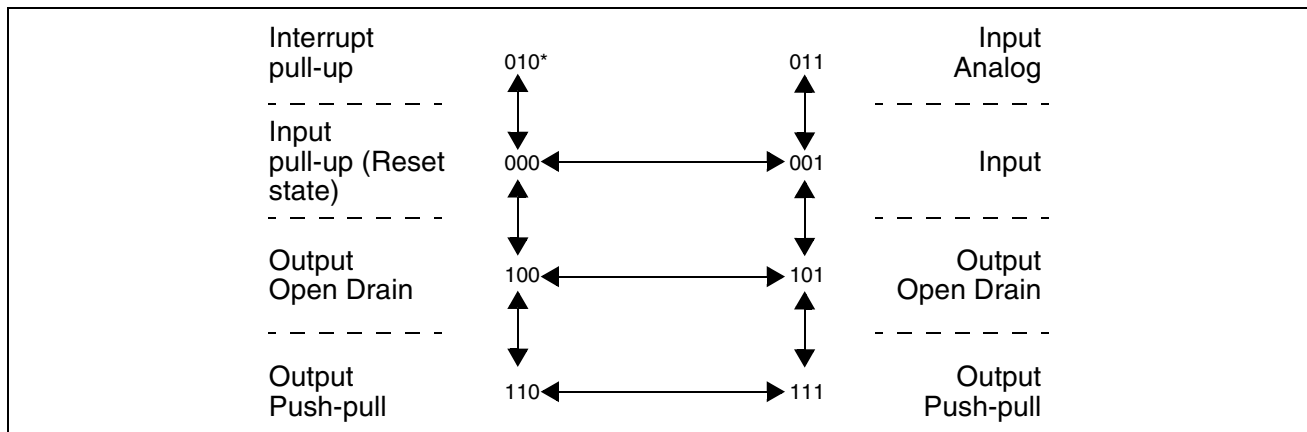 Interrupt
pull-up
010*
011
Input
Analog
Input
pull-up (Reset
state)
000
001
Input
Output
Open Drain
100
101
Output
Open Drain
Output
Push-pull
110
111
Output
Push-pull